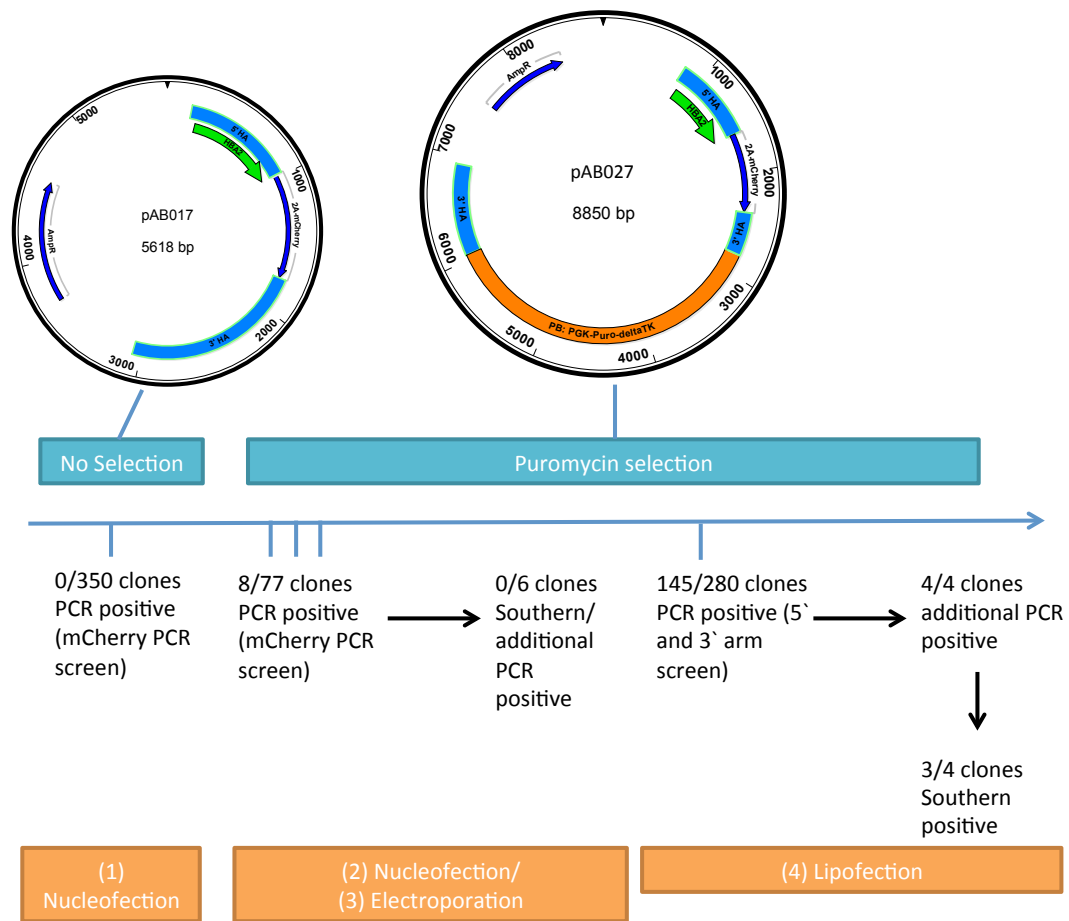 5000
5' HA
HBA2
1000
2A-mCherry
AmpR
4000
pAB017
5618 bp
2000
3' HA
3000
8000
AmpR
1000
5' HA
HBA2
2A-mCherry
2000
7000
pAB027
8850 bp
3' HA
3' HA
6000
3000
PB: PGK-Puro-deltaTK
5000
4000
No Selection
Puromycin selection
0/350 clones
PCR positive
(mCherry PCR
screen)
8/77 clones
PCR positive
(mCherry PCR
screen)
0/6 clones
Southern/
additional
PCR
positive
145/280 clones
PCR positive (5`
and 3` arm
screen)
4/4 clones
additional PCR
positive
3/4 clones
Southern
positive
(1)
Nucleofection
(2) Nucleofection/
(3) Electroporation
(4) Lipofection